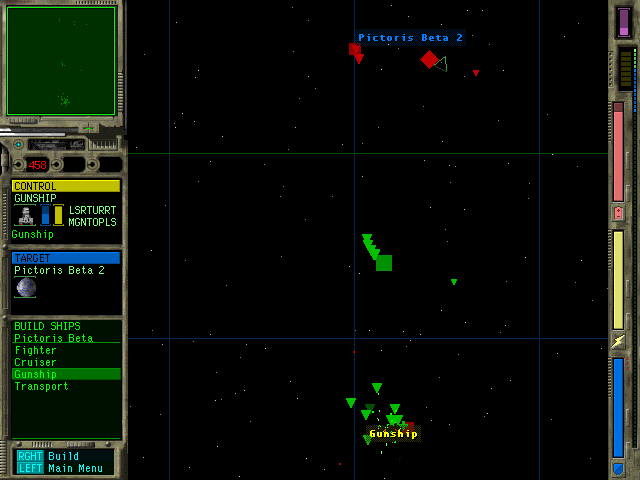 Pictoris Beta 2
458
CONTROL
GUNSHIP
LSRTURRT
MGNTOPLS
Gunship
TARGET
Pictoris Beta 2
BUILD SHIPS
Pictoris Beta
Fighter
Cruiser
Gunship
Transport
Gunship
RGHT Build
LEFT Main Menu